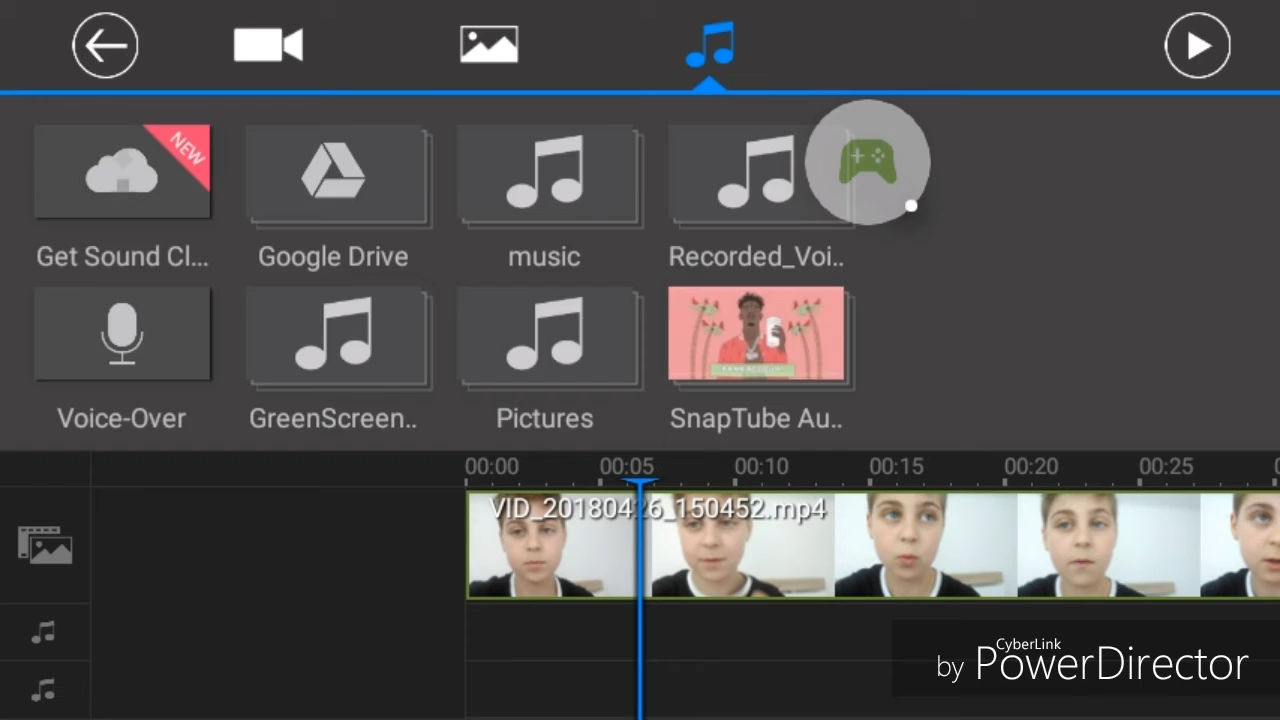 NEW
Get Sound Cl...
Google Drive
music
Recorded_Voi..
Voice-Over
GreenScreen..
Pictures
SnapTube Au..
00:00
00:05
00:10
00:15
00:20
00:25
VID_20180426_150452.mp4
CyberLink
by PowerDirector